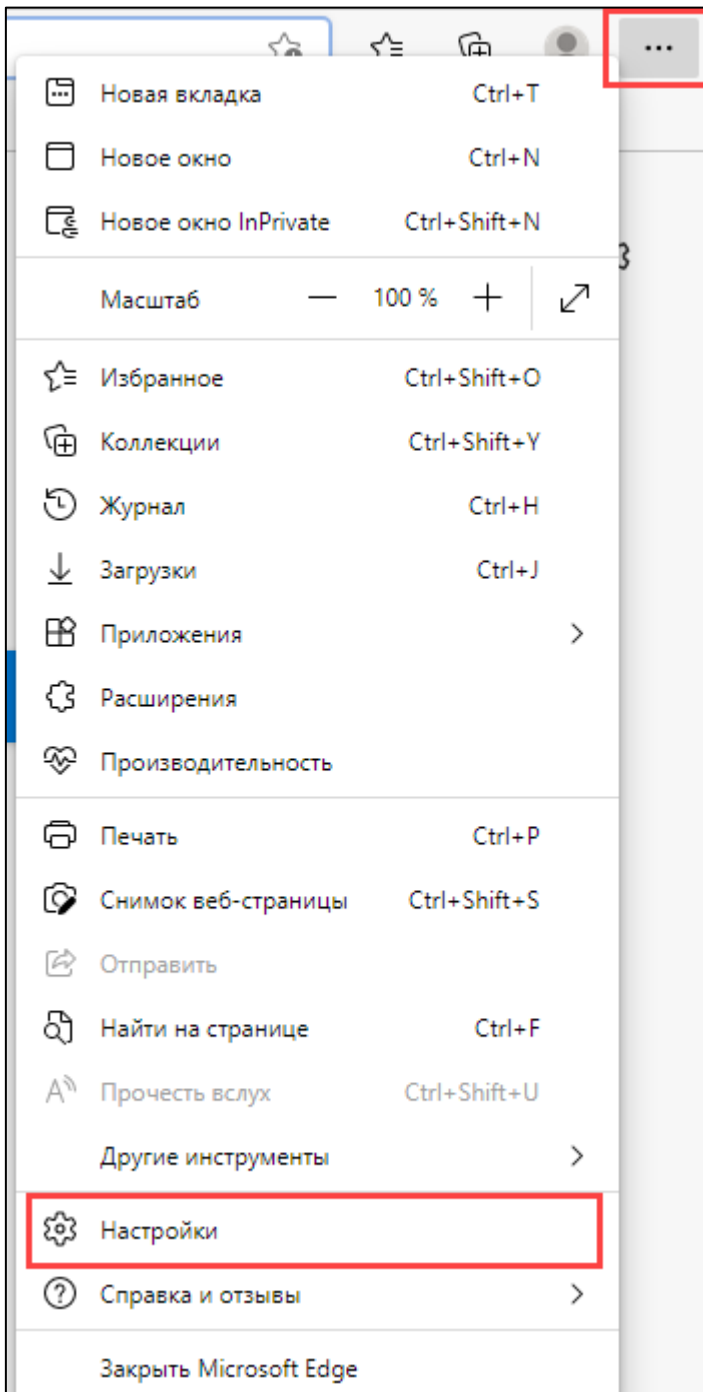 Новая вкладка Ctrl+T
Новое окно Ctrl+N
Новое окно InPrivate Ctrl+Shift+N
Масштаб — 100 % +
Избранное Ctrl+Shift+O
Коллекции Ctrl+Shift+Y
Журнал Ctrl+H
Загрузки Ctrl+J
Приложения
Расширения
Производительность
Печать Ctrl+P
Снимок веб-страницы Ctrl+Shift+S
Отправить
Найти на странице Ctrl+F
Прочесть вслух Ctrl+Shift+U
Другие инструменты
Настройки
Справка и отзывы
Закрыть Microsoft Edge